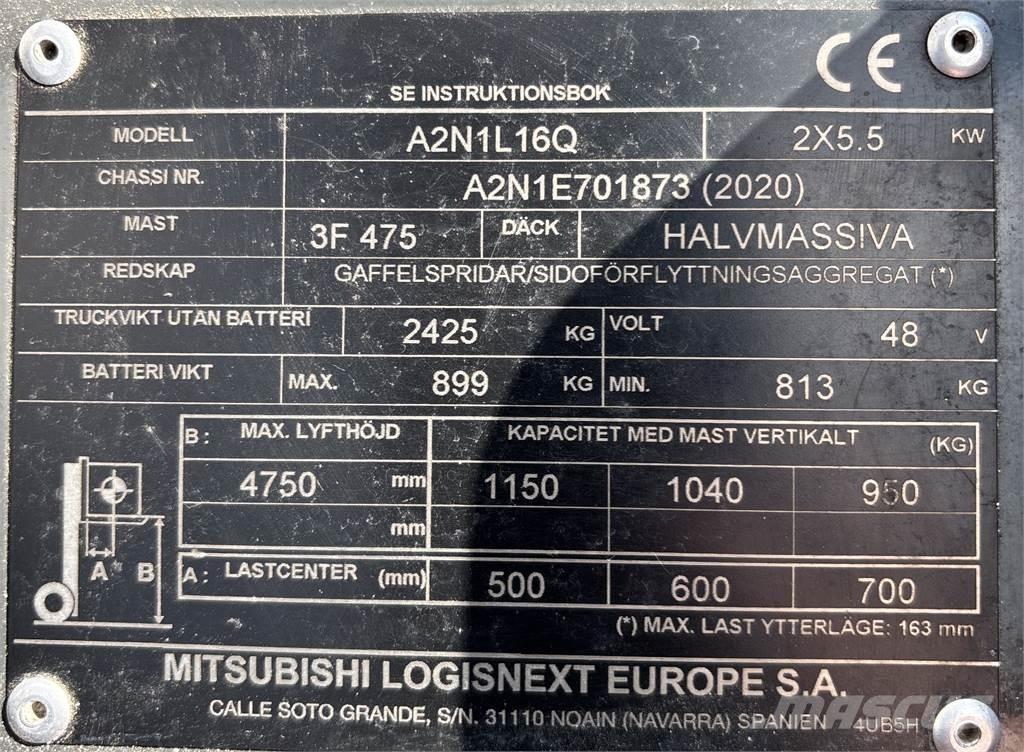 CE
SE INSTRUKTIONSBOK
MODELL A2N1L16Q 2X5.5 KW
CHASSI NR. A2N1E701873 (2020)
MAST 3F 475 DÄCK HALVMASSIVA
REDSKAP GAFFELSPRIDAR/SIDOFÖRFLYTTNINGSAGGREGAT (*)
TRUCKVIKT UTAN BATTERI 2425 KG VOLT 48 V
BATTERI VIKT MAX. 899 KG MIN. 813 KG
B: MAX. LYFTHÖJD KAPACITET MED MAST VERTIKALT (KG)
4750 mm 1150 1040 950
mm
A B
A: LASTCENTER (mm) 500 600 700
(*) MAX. LAST YTTERLÄGE: 163 mm
MITSUBISHI LOGISNEXT EUROPE S.A.
CALLE SOTO GRANDE, S/N. 31110 NOAIN (NAVARRA) SPANIEN 4UB5H
MASCUS